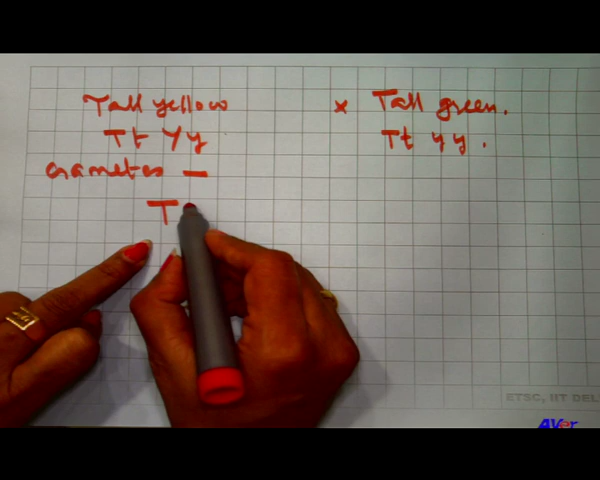 Tall yellow × Tall green.
Tt Yy Tt yy.
Gametes —
T
ETSC, IIT DEL
AVer